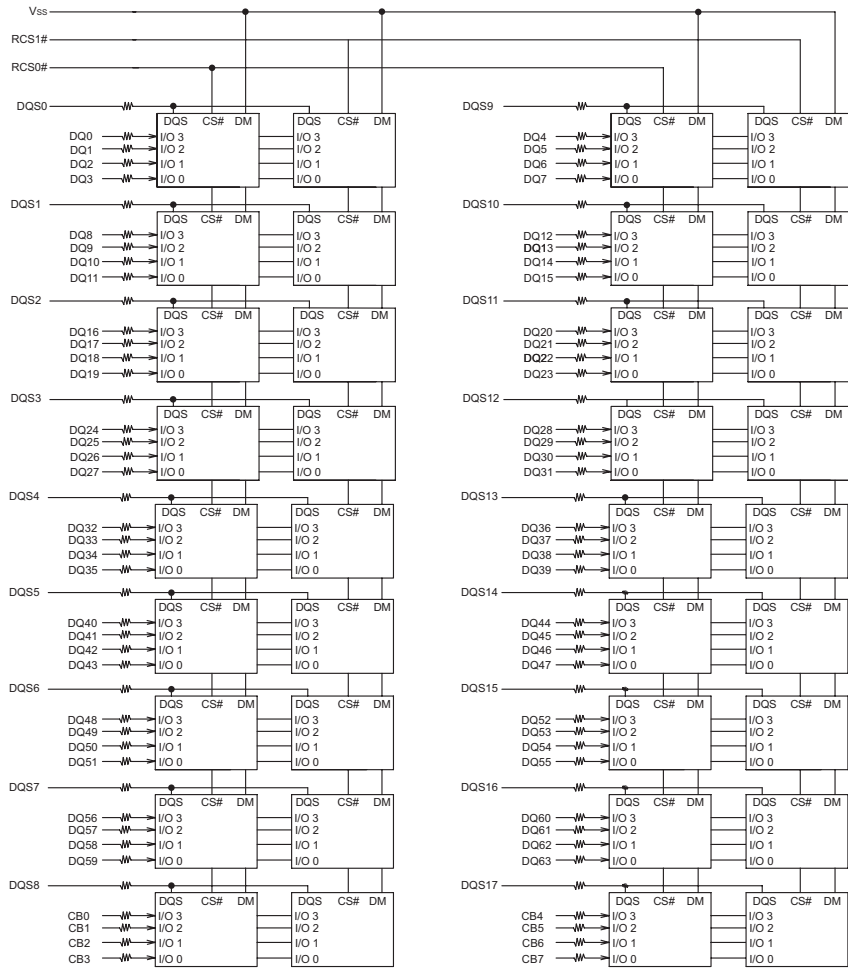 Vss
RCS1#
RCS0#
DQS0 DQS9
DQS CS# DM DQS CS# DM DQS CS# DM DQS CS# DM
DQ0 I/O 3 I/O 3 DQ4 I/O 3 I/O 3
DQ1 I/O 2 I/O 2 DQ5 I/O 2 I/O 2
DQ2 I/O 1 I/O 1 DQ6 I/O 1 I/O 1
DQ3 I/O 0 I/O 0 DQ7 I/O 0 I/O 0
DQS1 DQS10
DQS CS# DM DQS CS# DM DQS CS# DM DQS CS# DM
DQ8 I/O 3 I/O 3 DQ12 I/O 3 I/O 3
DQ9 I/O 2 I/O 2 DQ13 I/O 2 I/O 2
DQ10 I/O 1 I/O 1 DQ14 I/O 1 I/O 1
DQ11 I/O 0 I/O 0 DQ15 I/O 0 I/O 0
DQS2 DQS11
DQS CS# DM DQS CS# DM DQS CS# DM DQS CS# DM
DQ16 I/O 3 I/O 3 DQ20 I/O 3 I/O 3
DQ17 I/O 2 I/O 2 DQ21 I/O 2 I/O 2
DQ18 I/O 1 I/O 1 DQ22 I/O 1 I/O 1
DQ19 I/O 0 I/O 0 DQ23 I/O 0 I/O 0
DQS3 DQS12
DQS CS# DM DQS CS# DM DQS CS# DM DQS CS# DM
DQ24 I/O 3 I/O 3 DQ28 I/O 3 I/O 3
DQ25 I/O 2 I/O 2 DQ29 I/O 2 I/O 2
DQ26 I/O 1 I/O 1 DQ30 I/O 1 I/O 1
DQ27 I/O 0 I/O 0 DQ31 I/O 0 I/O 0
DQS4 DQS13
DQS CS# DM DQS CS# DM DQS CS# DM DQS CS# DM
DQ32 I/O 3 I/O 3 DQ36 I/O 3 I/O 3
DQ33 I/O 2 I/O 2 DQ37 I/O 2 I/O 2
DQ34 I/O 1 I/O 1 DQ38 I/O 1 I/O 1
DQ35 I/O 0 I/O 0 DQ39 I/O 0 I/O 0
DQS5 DQS14
DQS CS# DM DQS CS# DM DQS CS# DM DQS CS# DM
DQ40 I/O 3 I/O 3 DQ44 I/O 3 I/O 3
DQ41 I/O 2 I/O 2 DQ45 I/O 2 I/O 2
DQ42 I/O 1 I/O 1 DQ46 I/O 1 I/O 1
DQ43 I/O 0 I/O 0 DQ47 I/O 0 I/O 0
DQS6 DQS15
DQS CS# DM DQS CS# DM DQS CS# DM DQS CS# DM
DQ48 I/O 3 I/O 3 DQ52 I/O 3 I/O 3
DQ49 I/O 2 I/O 2 DQ53 I/O 2 I/O 2
DQ50 I/O 1 I/O 1 DQ54 I/O 1 I/O 1
DQ51 I/O 0 I/O 0 DQ55 I/O 0 I/O 0
DQS7 DQS16
DQS CS# DM DQS CS# DM DQS CS# DM DQS CS# DM
DQ56 I/O 3 I/O 3 DQ60 I/O 3 I/O 3
DQ57 I/O 2 I/O 2 DQ61 I/O 2 I/O 2
DQ58 I/O 1 I/O 1 DQ62 I/O 1 I/O 1
DQ59 I/O 0 I/O 0 DQ63 I/O 0 I/O 0
DQS8 DQS17
DQS CS# DM DQS CS# DM DQS CS# DM DQS CS# DM
CB0 I/O 3 I/O 3 CB4 I/O 3 I/O 3
CB1 I/O 2 I/O 2 CB5 I/O 2 I/O 2
CB2 I/O 1 I/O 1 CB6 I/O 1 I/O 1
CB3 I/O 0 I/O 0 CB7 I/O 0 I/O 0